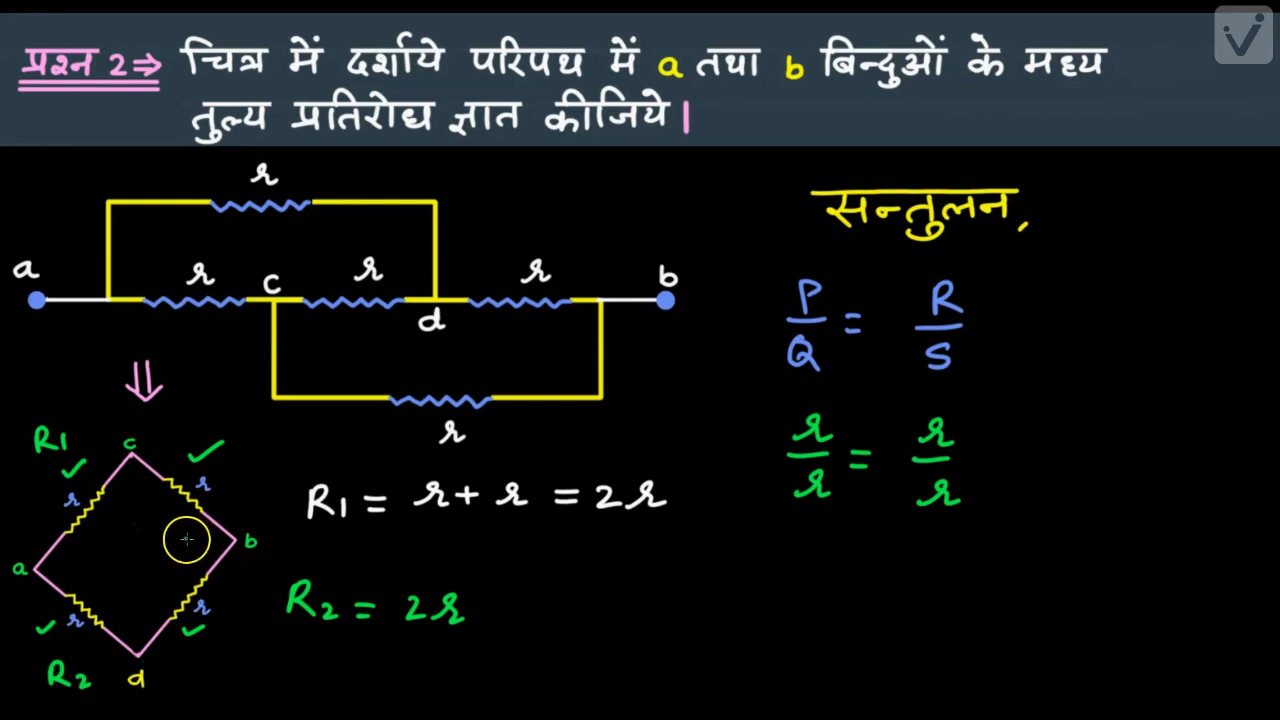 प्रश्न 2⇒ चित्र में दर्शाये परिपथ में a तथा b बिन्दुओं के मध्य
तुल्य प्रतिरोध ज्ञात कीजिये।
r
a r c r d r b
r
सन्तुलन,
P/Q = R/S
r/r = r/r
R1 c
r r
a b
r r
R2 d
R1 = r + r = 2r
R2 = 2r